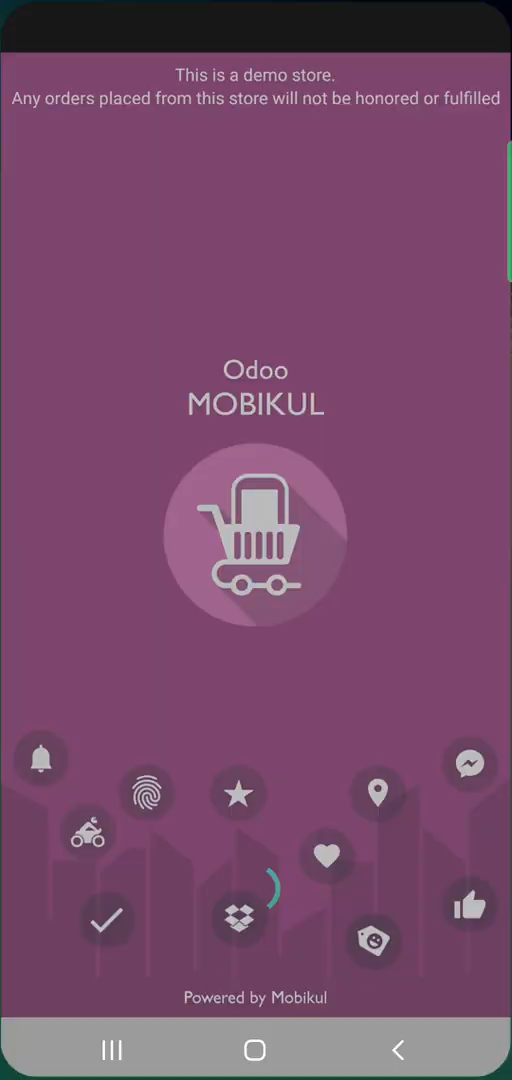 This is a demo store.
Any orders placed from this store will not be honored or fulfilled
Odoo
MOBIKUL
Powered by Mobikul